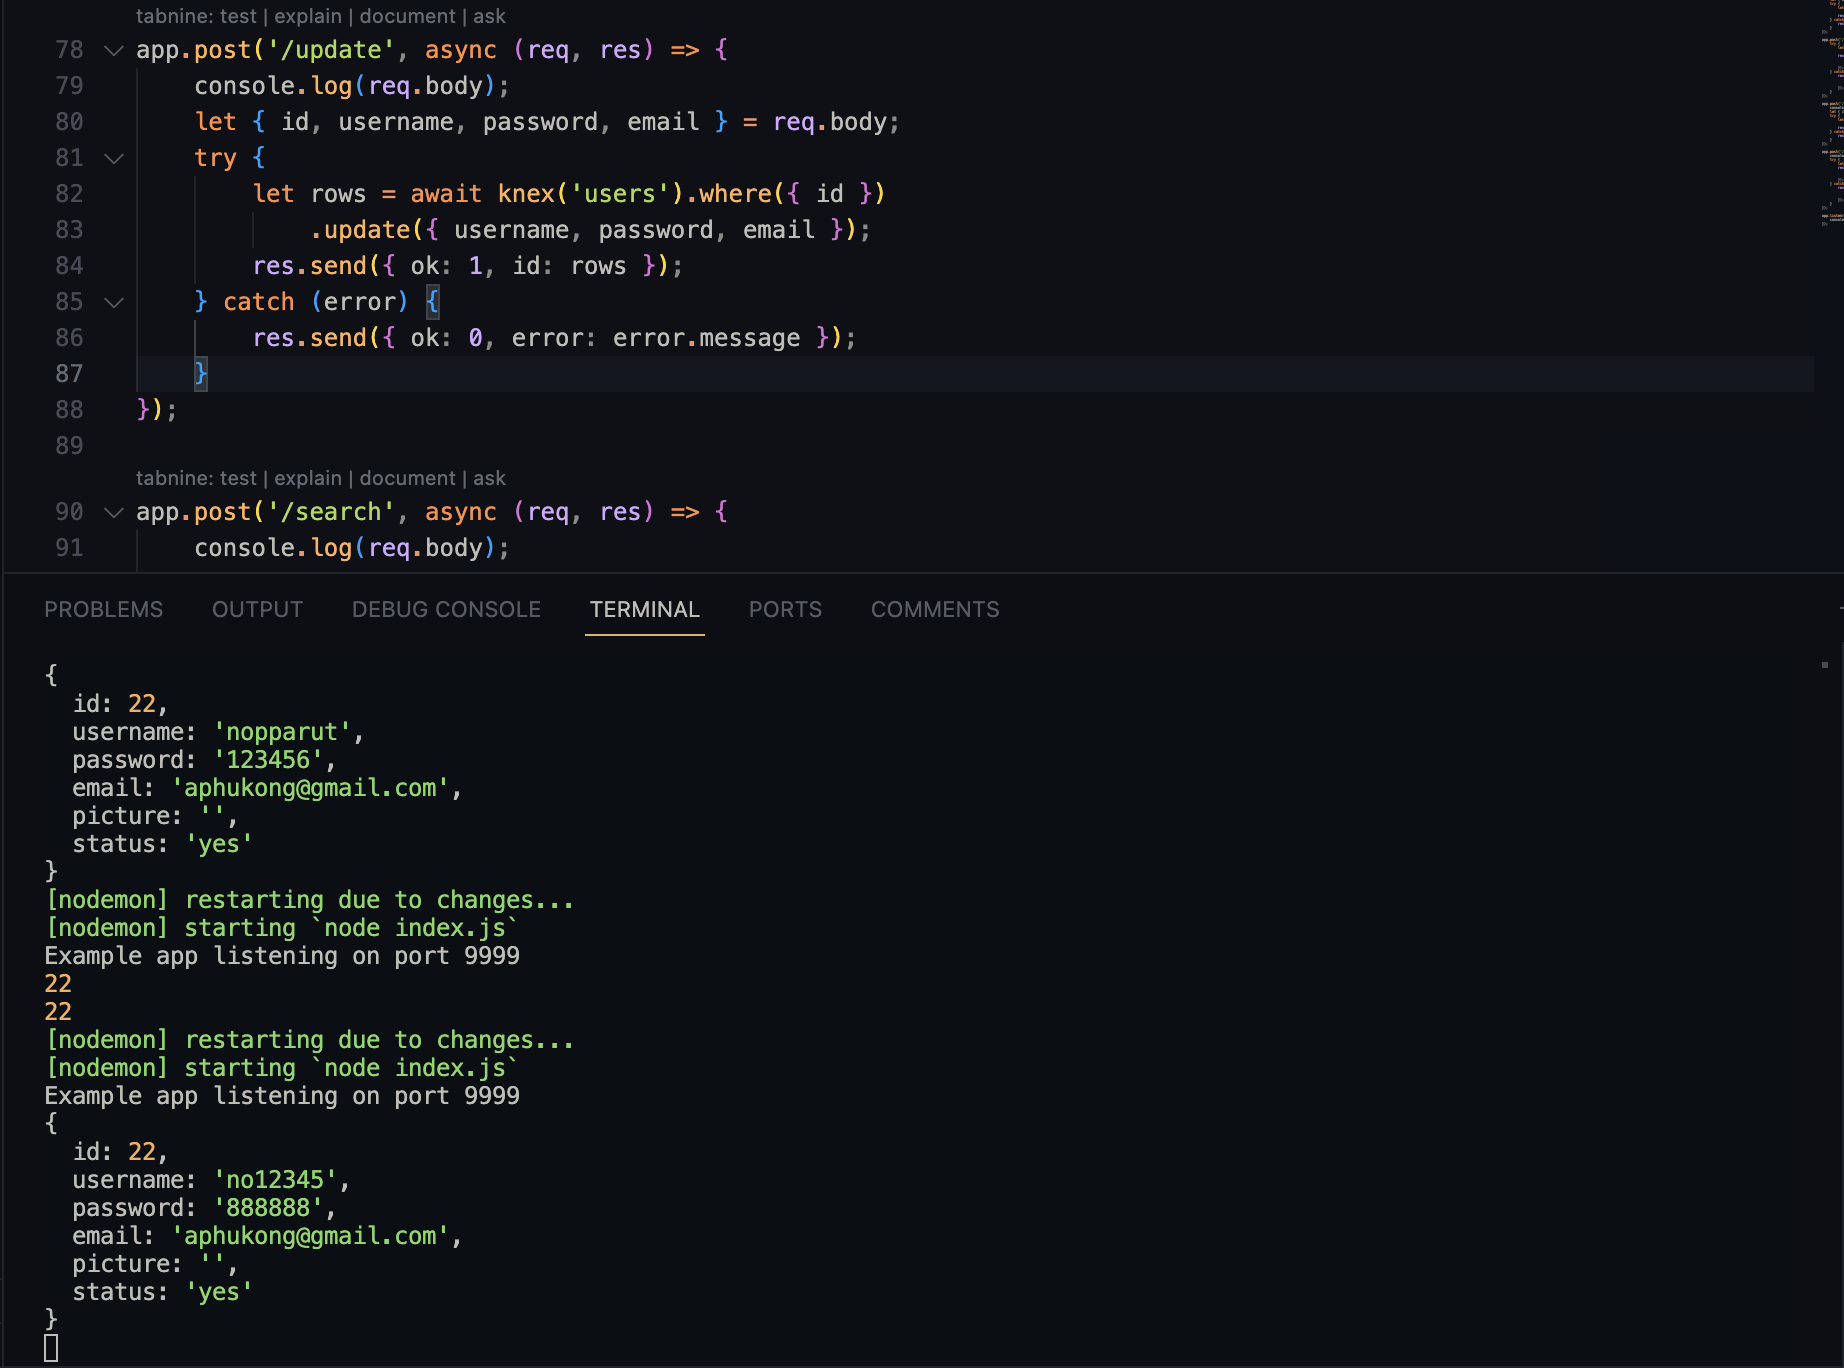 tabnine: test | explain | document | ask
78 app.post('/update', async (req, res) => {
79     console.log(req.body);
80     let { id, username, password, email } = req.body;
81     try {
82         let rows = await knex('users').where({ id })
83             .update({ username, password, email });
84         res.send({ ok: 1, id: rows });
85     } catch (error) {
86         res.send({ ok: 0, error: error.message });
87     }
88 });
89
tabnine: test | explain | document | ask
90 app.post('/search', async (req, res) => {
91     console.log(req.body);
PROBLEMS OUTPUT DEBUG CONSOLE TERMINAL PORTS COMMENTS
{
  id: 22,
  username: 'nopparut',
  password: '123456',
  email: 'aphukong@gmail.com',
  picture: '',
  status: 'yes'
}
[nodemon] restarting due to changes...
[nodemon] starting `node index.js`
Example app listening on port 9999
22
22
[nodemon] restarting due to changes...
[nodemon] starting `node index.js`
Example app listening on port 9999
{
  id: 22,
  username: 'no12345',
  password: '888888',
  email: 'aphukong@gmail.com',
  picture: '',
  status: 'yes'
}